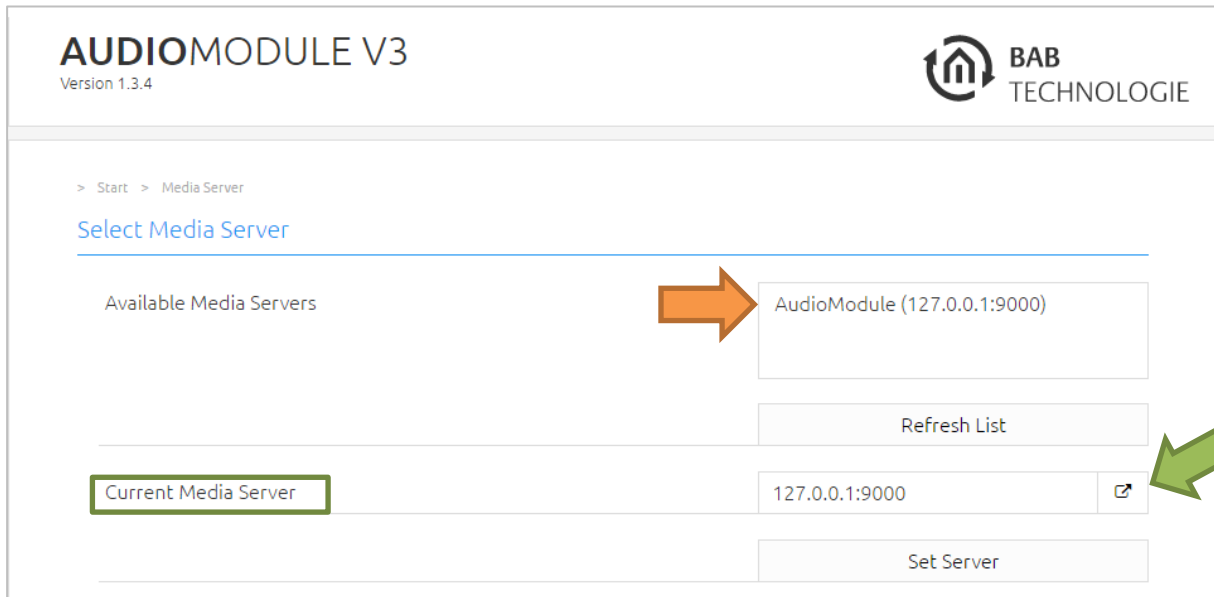 AUDIOMODULE V3
Version 1.3.4
BAB
TECHNOLOGIE
> Start > Media Server
Select Media Server
Available Media Servers
AudioModule (127.0.0.1:9000)
Refresh List
Current Media Server
127.0.0.1:9000
Set Server